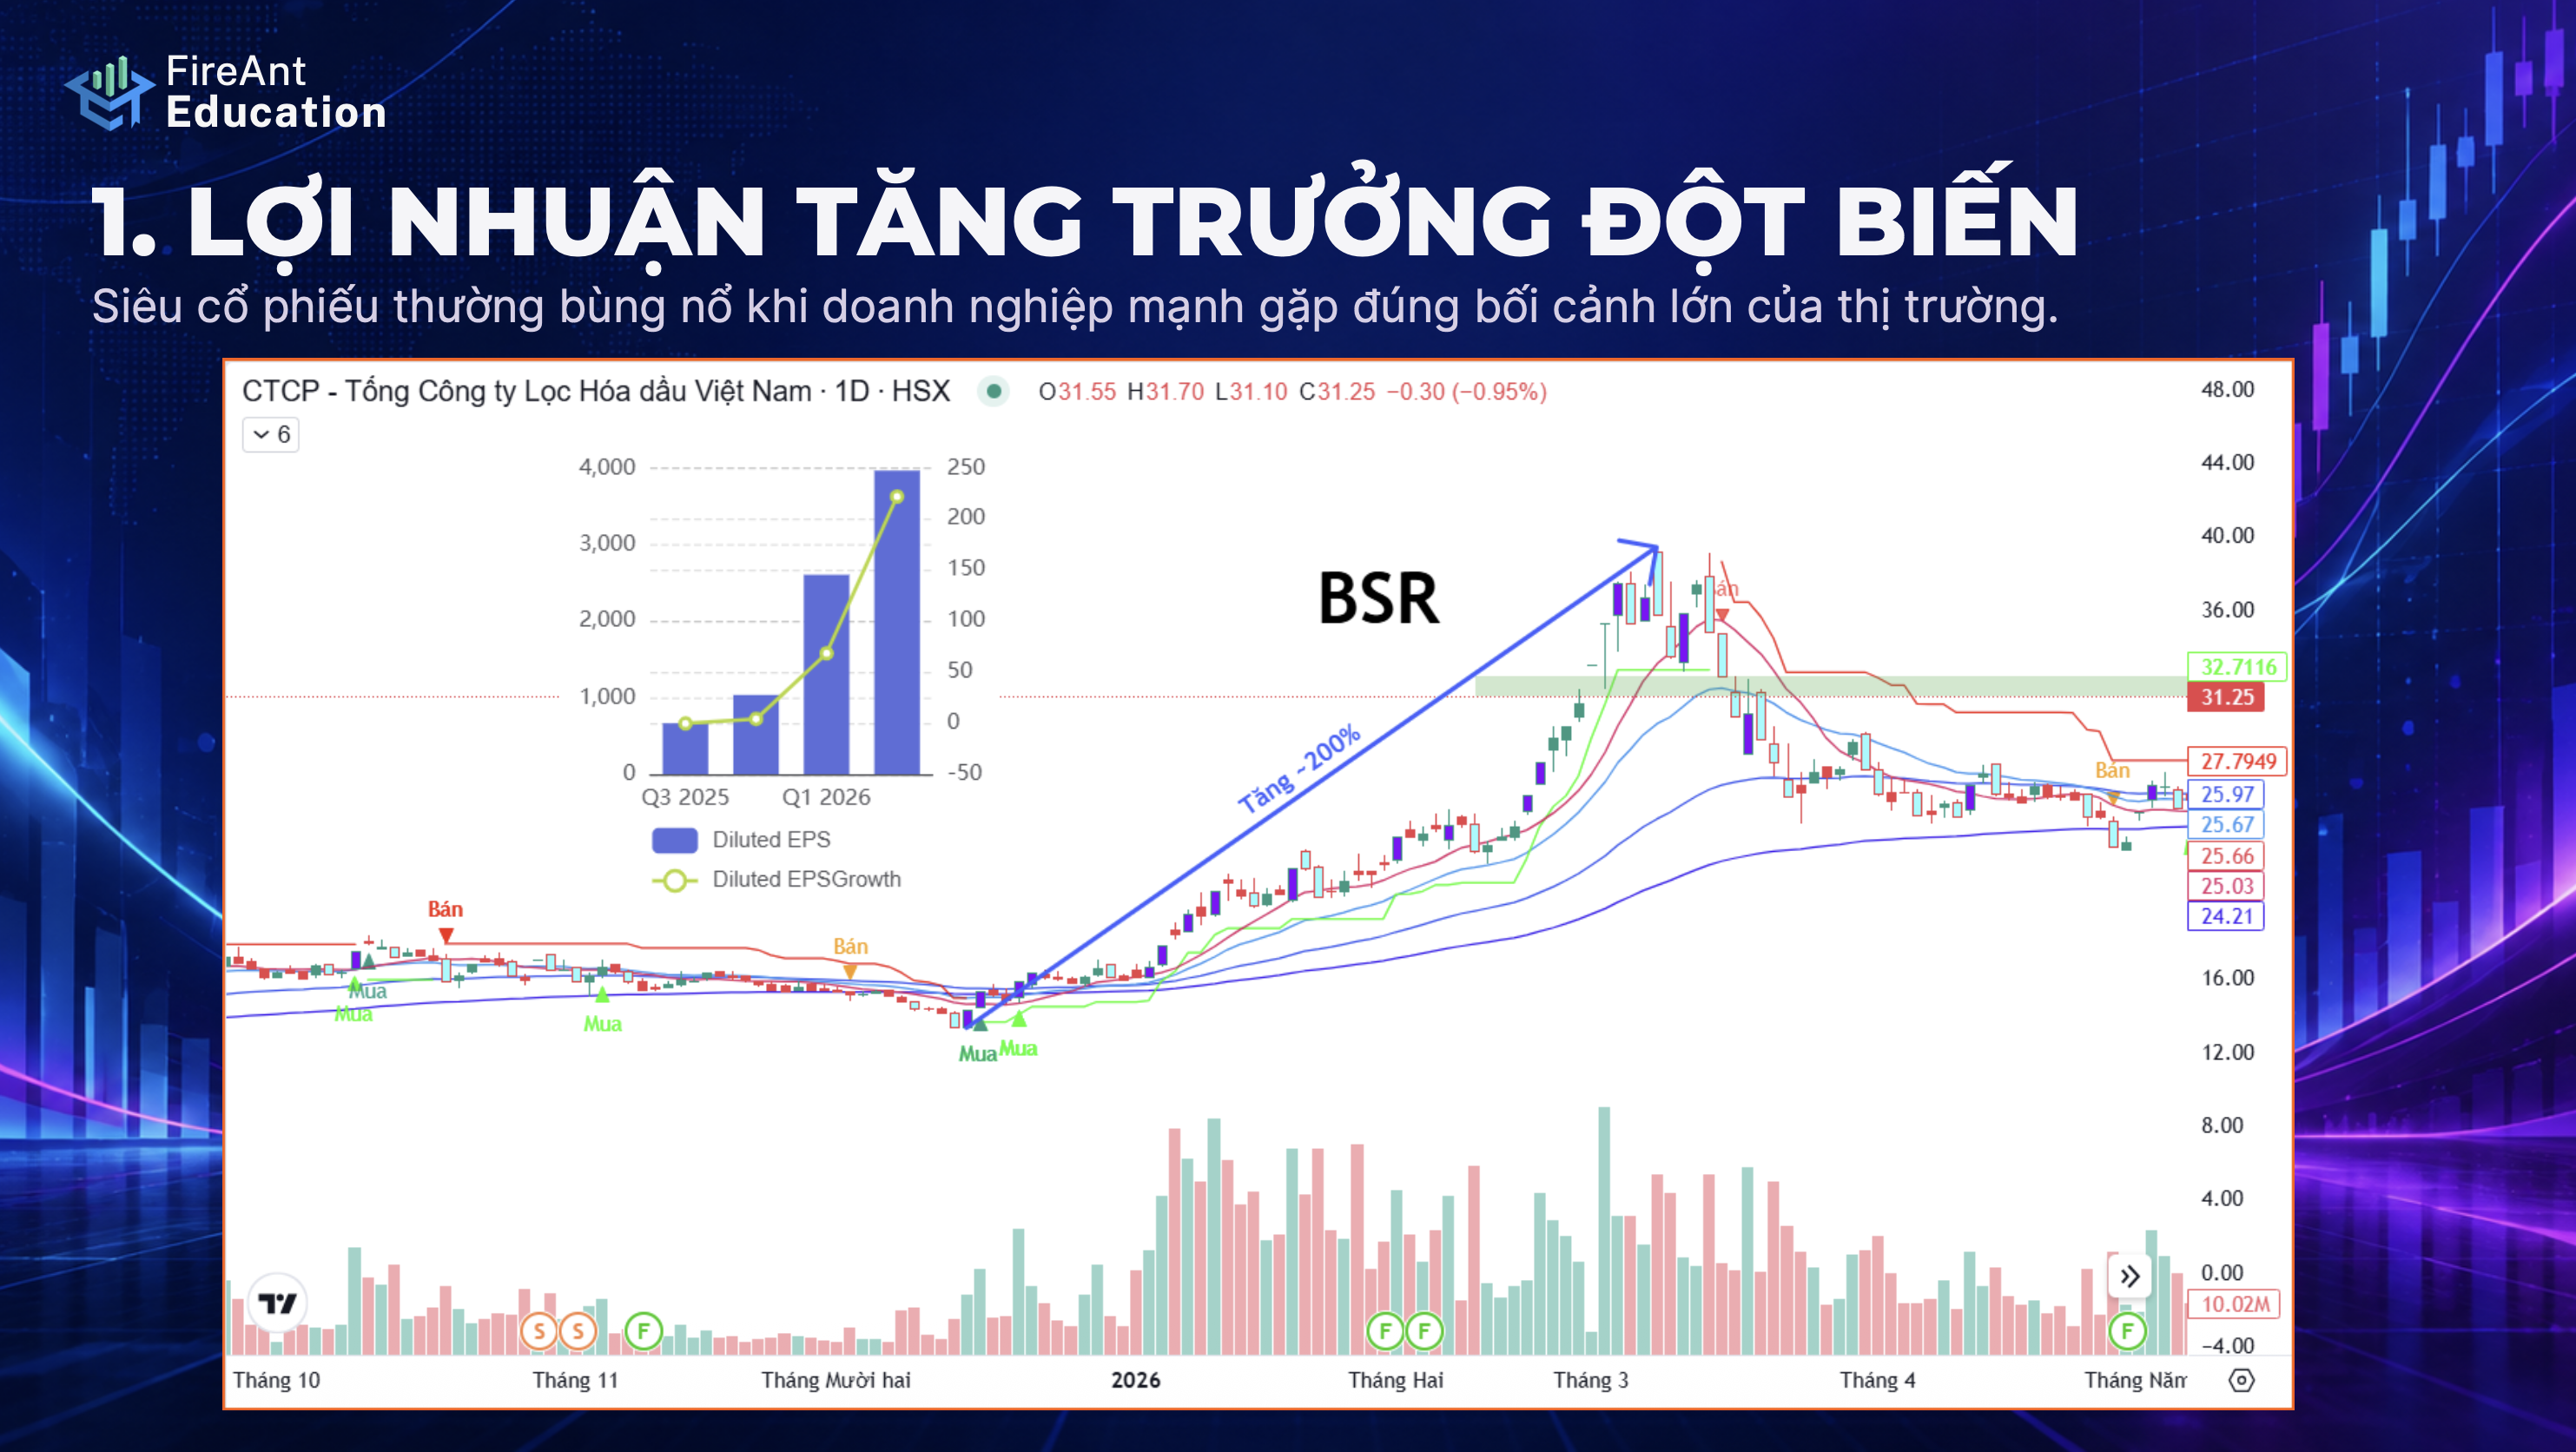 FireAnt
Education
1. LỢI NHUẬN TĂNG TRƯỞNG ĐỘT BIẾN
Siêu cổ phiếu thường bùng nổ khi doanh nghiệp mạnh gặp đúng bối cảnh lớn của thị trường.
CTCP - Tổng Công ty Lọc Hóa dầu Việt Nam · 1D · HSX O31.55 H31.70 L31.10 C31.25 −0.30 (−0.95%)
6
4,000
3,000
2,000
1,000
0
250
200
150
100
50
0
-50
Q3 2025 Q1 2026
Diluted EPS
Diluted EPSGrowth
BSR
Tăng ~200%
Bán
Mua
Mua
Mua
Bán
Mua
Mua
Bán
48.00
44.00
40.00
36.00
32.7116
31.25
27.7949
25.97
25.67
25.66
25.03
24.21
16.00
12.00
8.00
4.00
0.00
10.02M
−4.00
S S F F F F
Tháng 10 Tháng 11 Tháng Mười hai 2026 Tháng Hai Tháng 3 Tháng 4 Tháng Năm